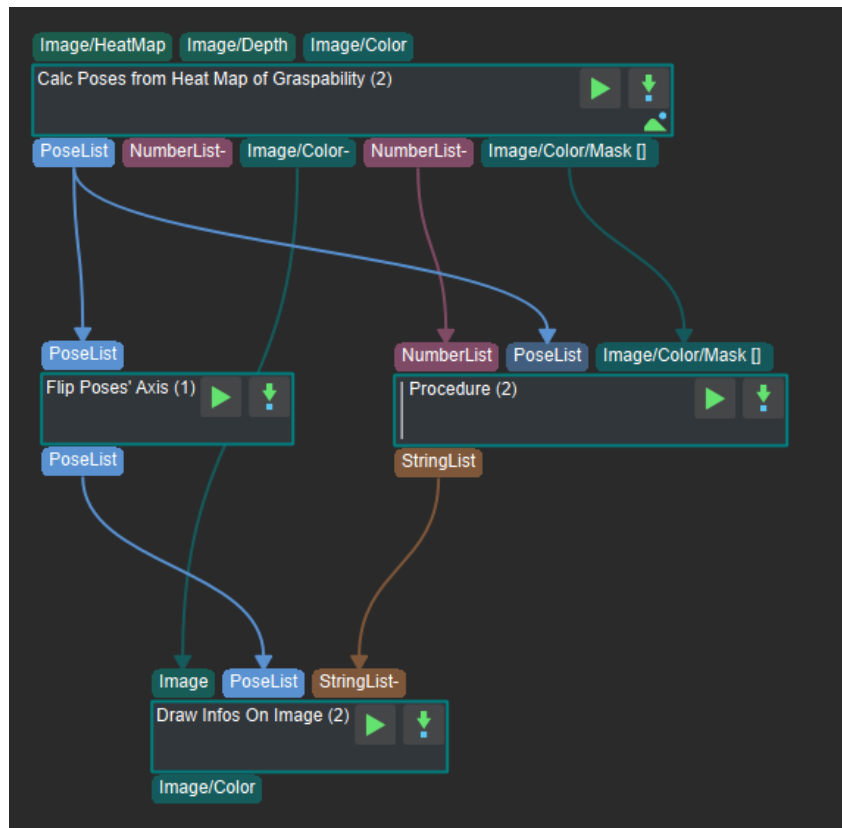 Image/HeatMap Image/Depth Image/Color
Calc Poses from Heat Map of Graspability (2)
PoseList NumberList- Image/Color- NumberList- Image/Color/Mask []
PoseList NumberList PoseList Image/Color/Mask []
Flip Poses' Axis (1) Procedure (2)
PoseList StringList
Image PoseList StringList-
Draw Infos On Image (2)
Image/Color